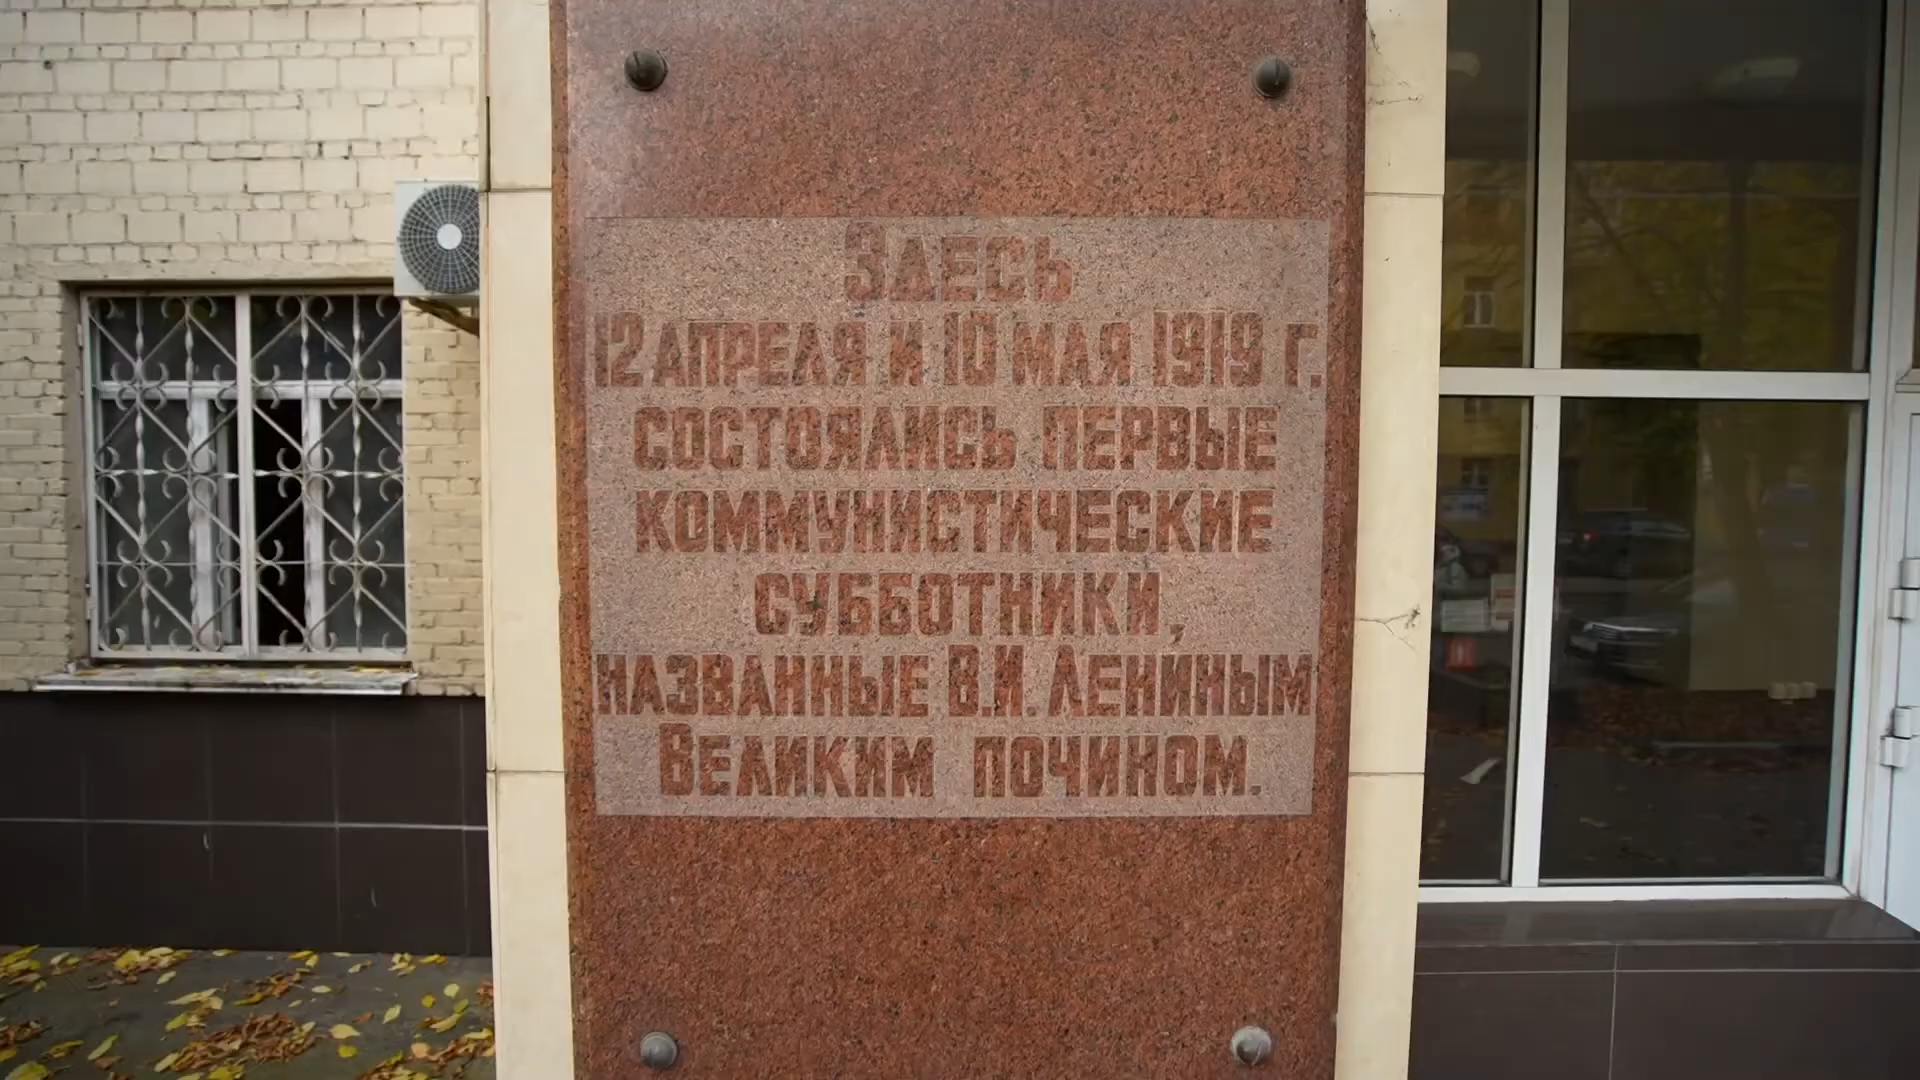 Здесь
12 апреля и 10 мая 1919 г.
состоялись первые
коммунистические
субботники,
названные В.И. Лениным
Великим почином.